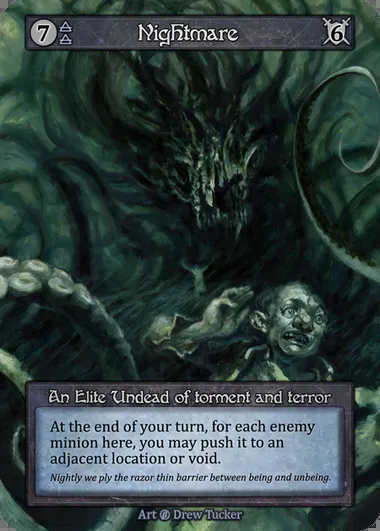 7 Nightmare 6
An Elite Undead of torment and terror
At the end of your turn, for each enemy
minion here, you may push it to an
adjacent location or void.
Nightly we ply the razor thin barrier between being and unbeing.
Art @ Drew Tucker